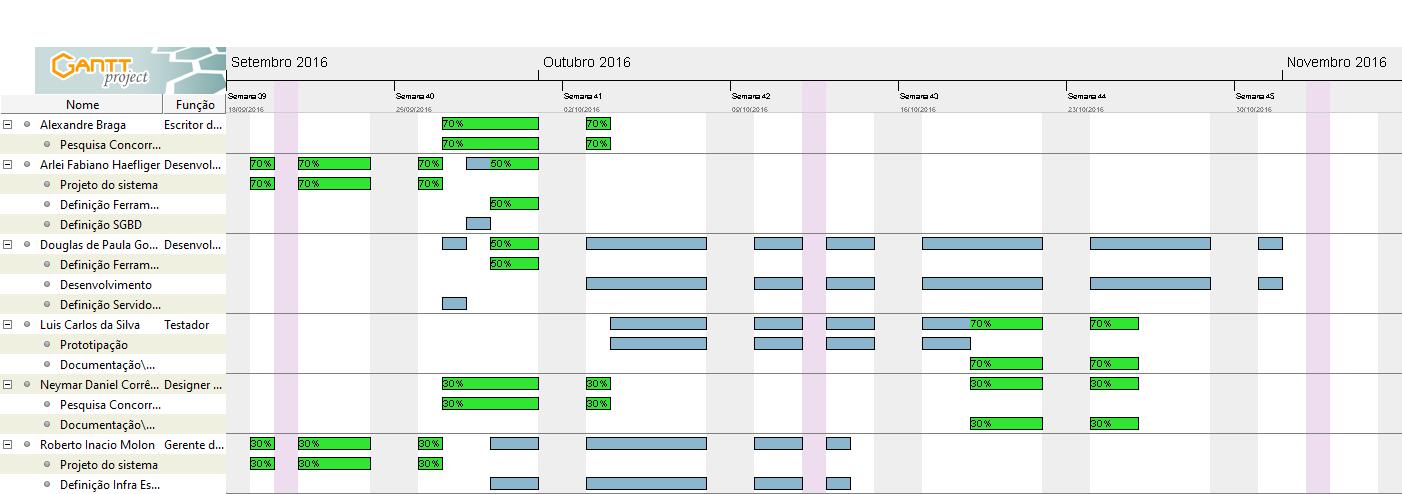 GANTT
project
Setembro 2016
Outubro 2016
Novembro 2016
Semana 39
Semana 40
Semana 41
Semana 42
Semana 43
Semana 44
Semana 45
Nome Função
18/09/2016
25/09/2016
02/10/2016
09/10/2016
16/10/2016
23/10/2016
30/10/2016
Alexandre Braga Escritor d... 70% 70%
Pesquisa Concorr... 70% 70%
Arlei Fabiano Haefliger Desenvol... 70% 70% 70% 50%
Projeto do sistema 70% 70% 70%
Definição Ferram... 50%
Definição SGBD
Douglas de Paula Go... Desenvol... 50%
Definição Ferram... 50%
Desenvolvimento
Definição Servido...
Luis Carlos da Silva Testador 70% 70%
Prototipação
Documentação\... 70% 70%
Neymar Daniel Corrê... Designer ... 30% 30% 30% 30%
Pesquisa Concorr... 30% 30%
Documentação\... 30% 30%
Roberto Inacio Molon Gerente d... 30% 30% 30%
Projeto do sistema 30% 30% 30%
Definição Infra Es...